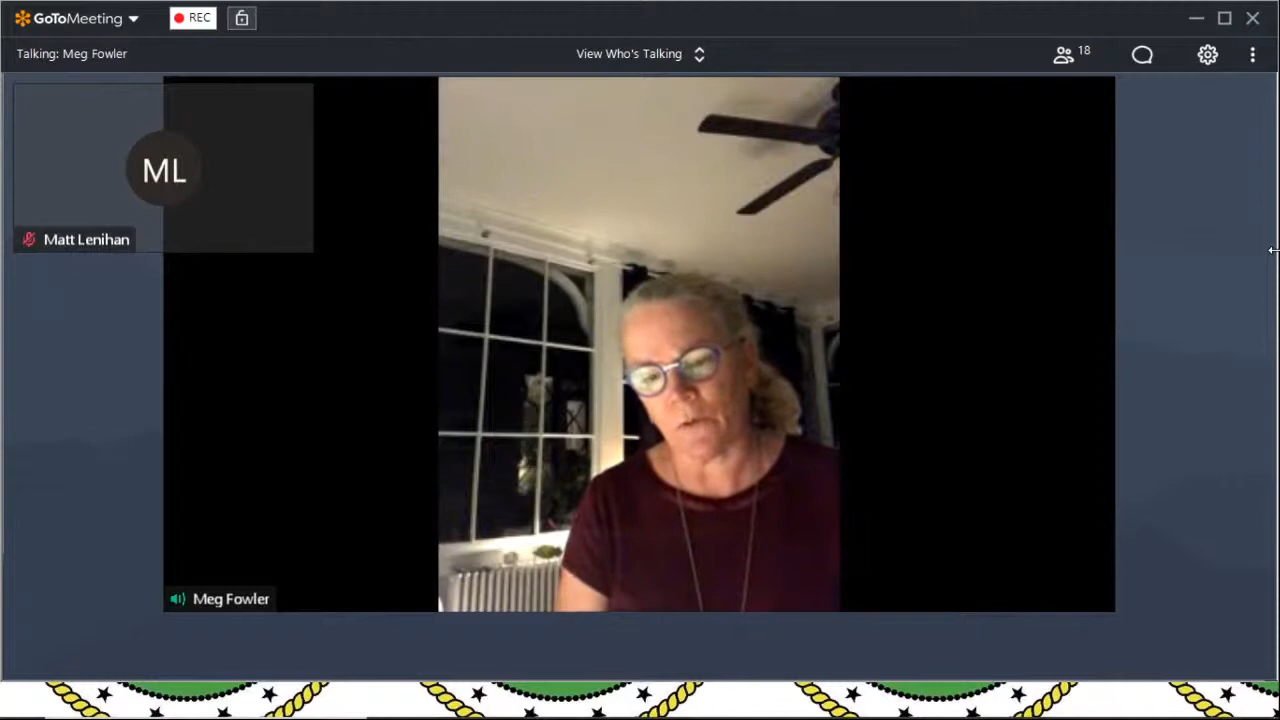 GoToMeeting
REC
Talking: Meg Fowler
View Who's Talking
18
ML
Matt Lenihan
Meg Fowler